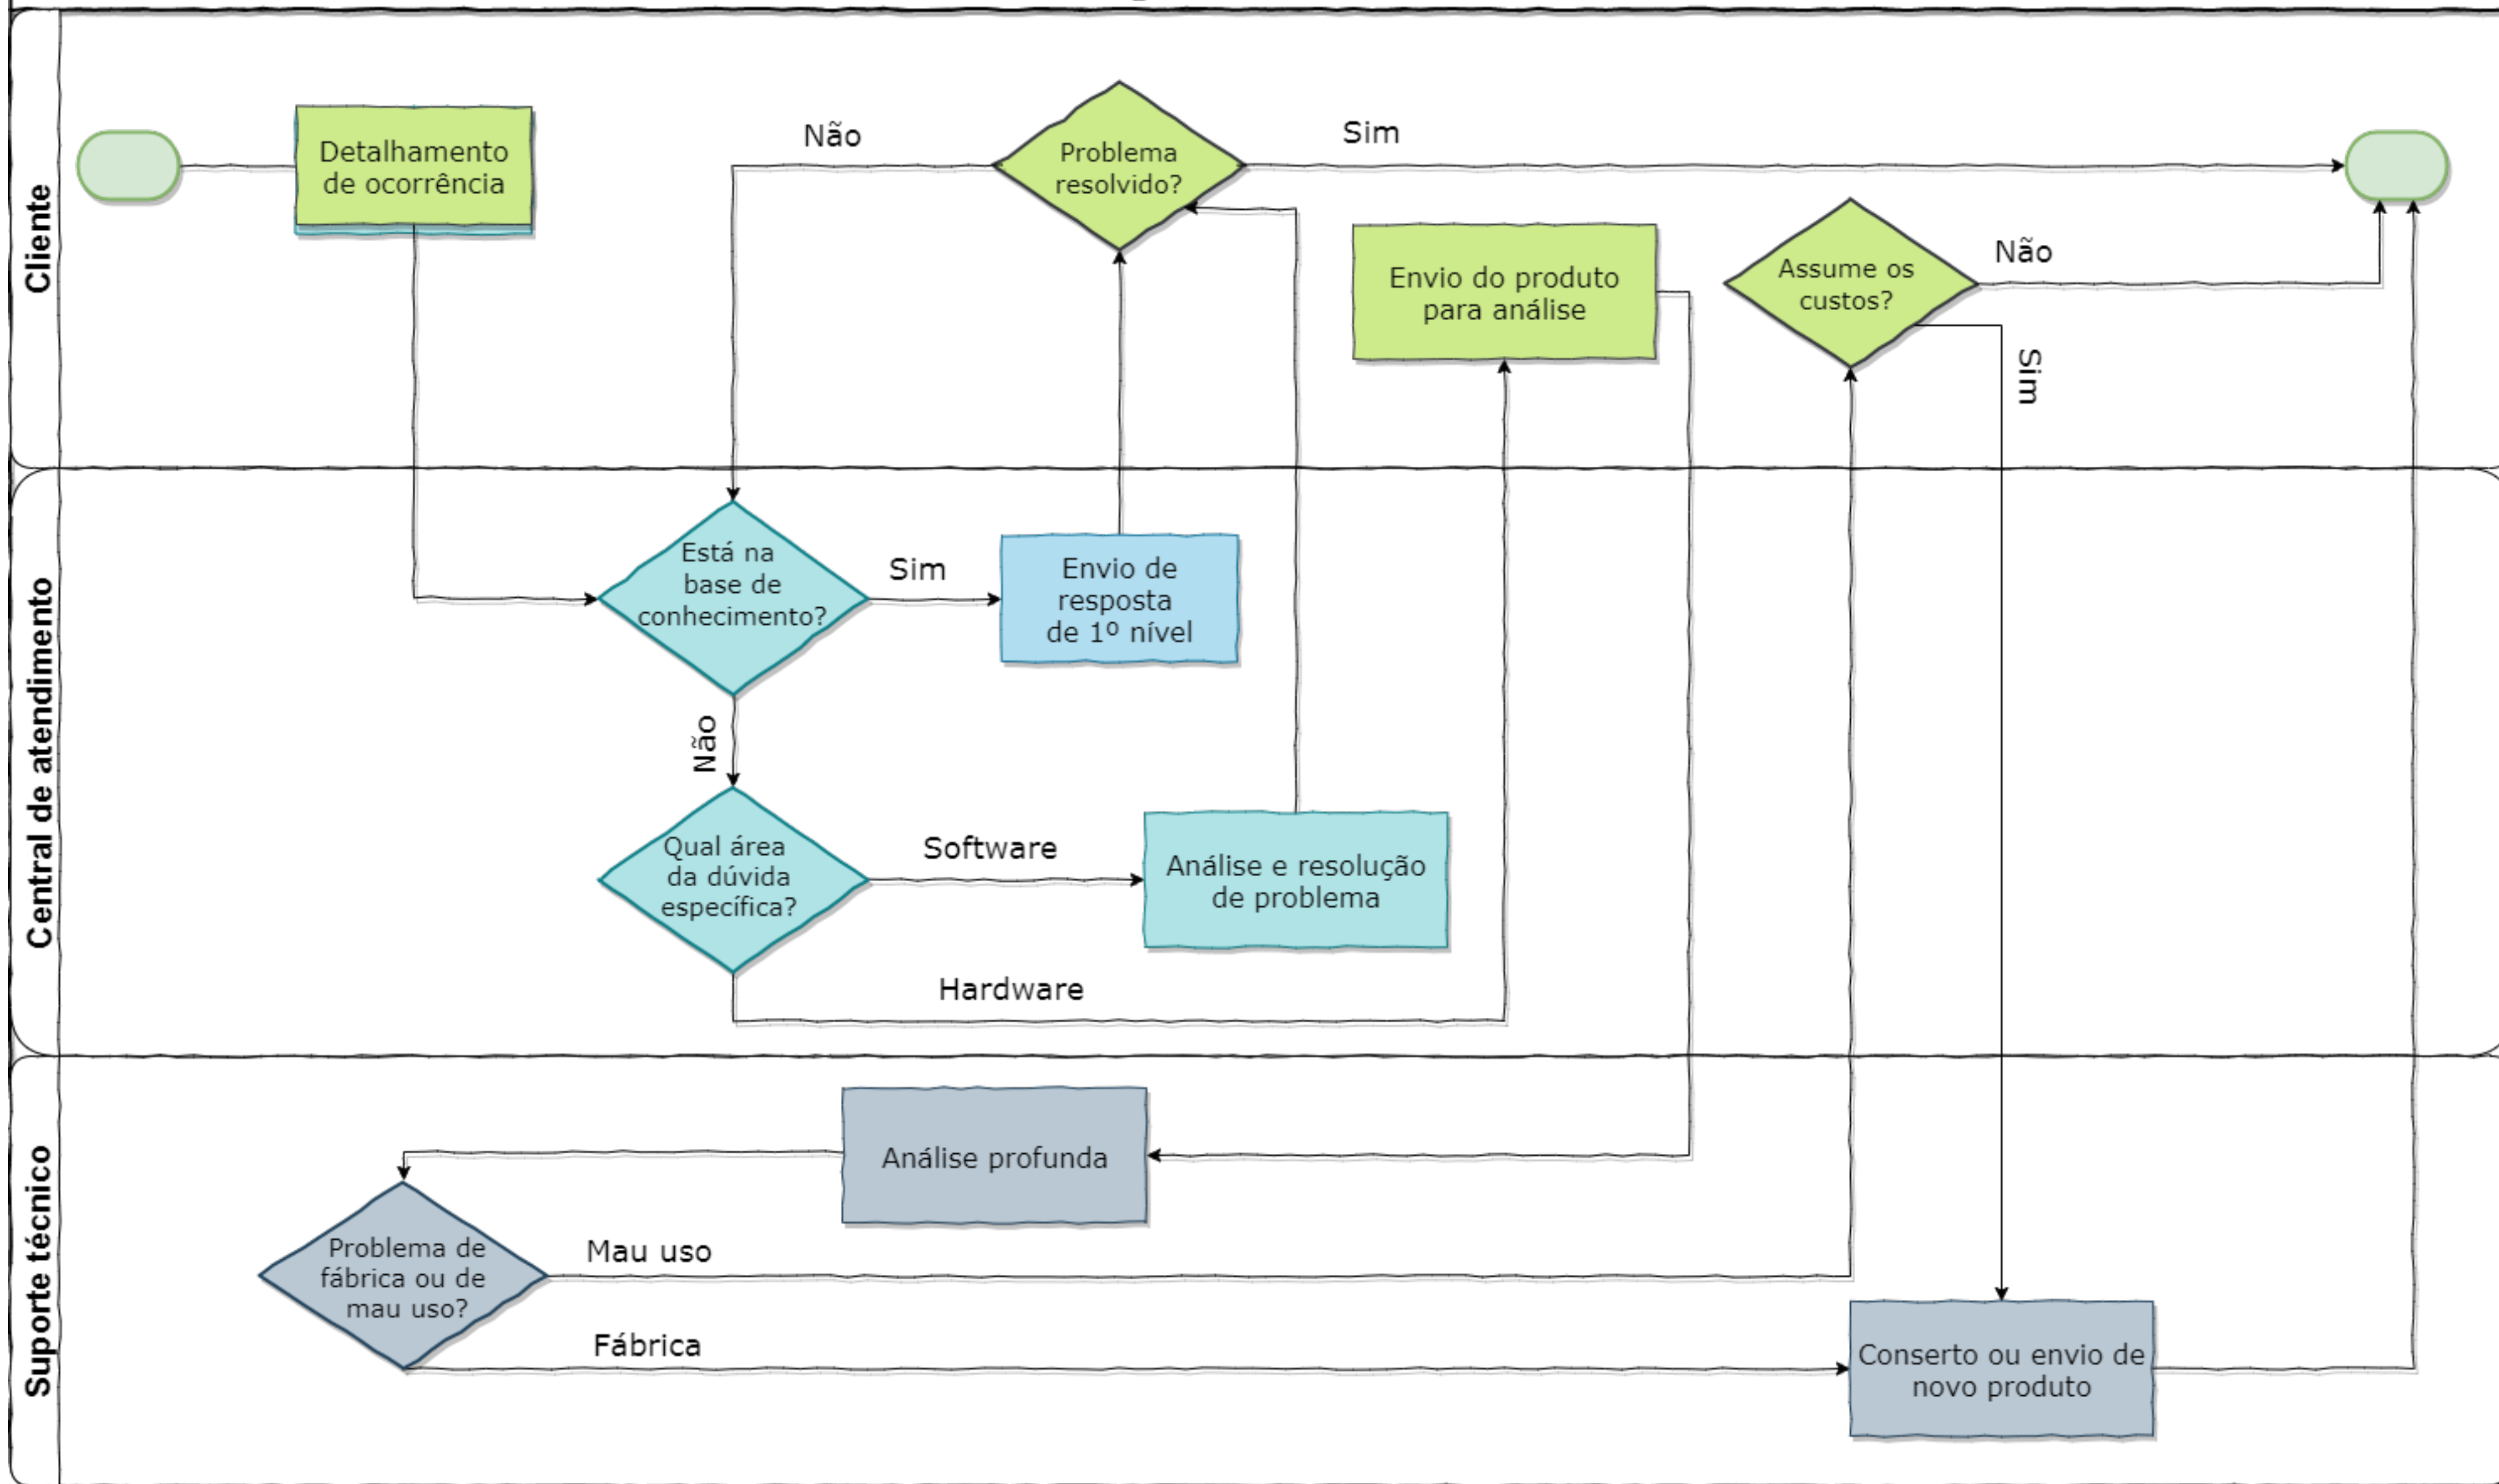 Cliente
Detalhamento
de ocorrência
Não
Problema
resolvido?
Sim
Envio do produto
para análise
Assume os
custos?
Não
Sim
Central de atendimento
Está na
base de
conhecimento?
Sim
Envio de
resposta
de 1º nível
Não
Qual área
da dúvida
específica?
Software
Análise e resolução
de problema
Hardware
Suporte técnico
Análise profunda
Problema de
fábrica ou de
mau uso?
Mau uso
Fábrica
Conserto ou envio de
novo produto